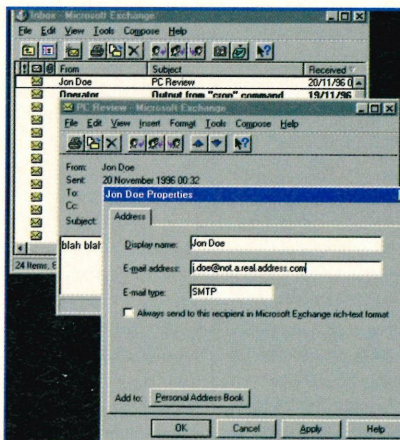 Inbox - Microsoft Exchange
File Edit View Tools Compose Help
From Subject Received
Jon Doe PC Review 20/11/96 0
Operator Output from "cron" command 19/11/96
PC Review - Microsoft Exchange
File Edit View Insert Format Tools Compose Help
From: Jon Doe
Sent: 20 November 1996 00:32
To:
Cc:
Subject:
blah blah
24 Items, 6
Jon Doe Properties
Address
Display name: Jon Doe
E-mail address: j.doe@not.a.real.address.com
E-mail type: SMTP
Always send to this recipient in Microsoft Exchange rich-text format
Add to: Personal Address Book
OK Cancel Apply Help